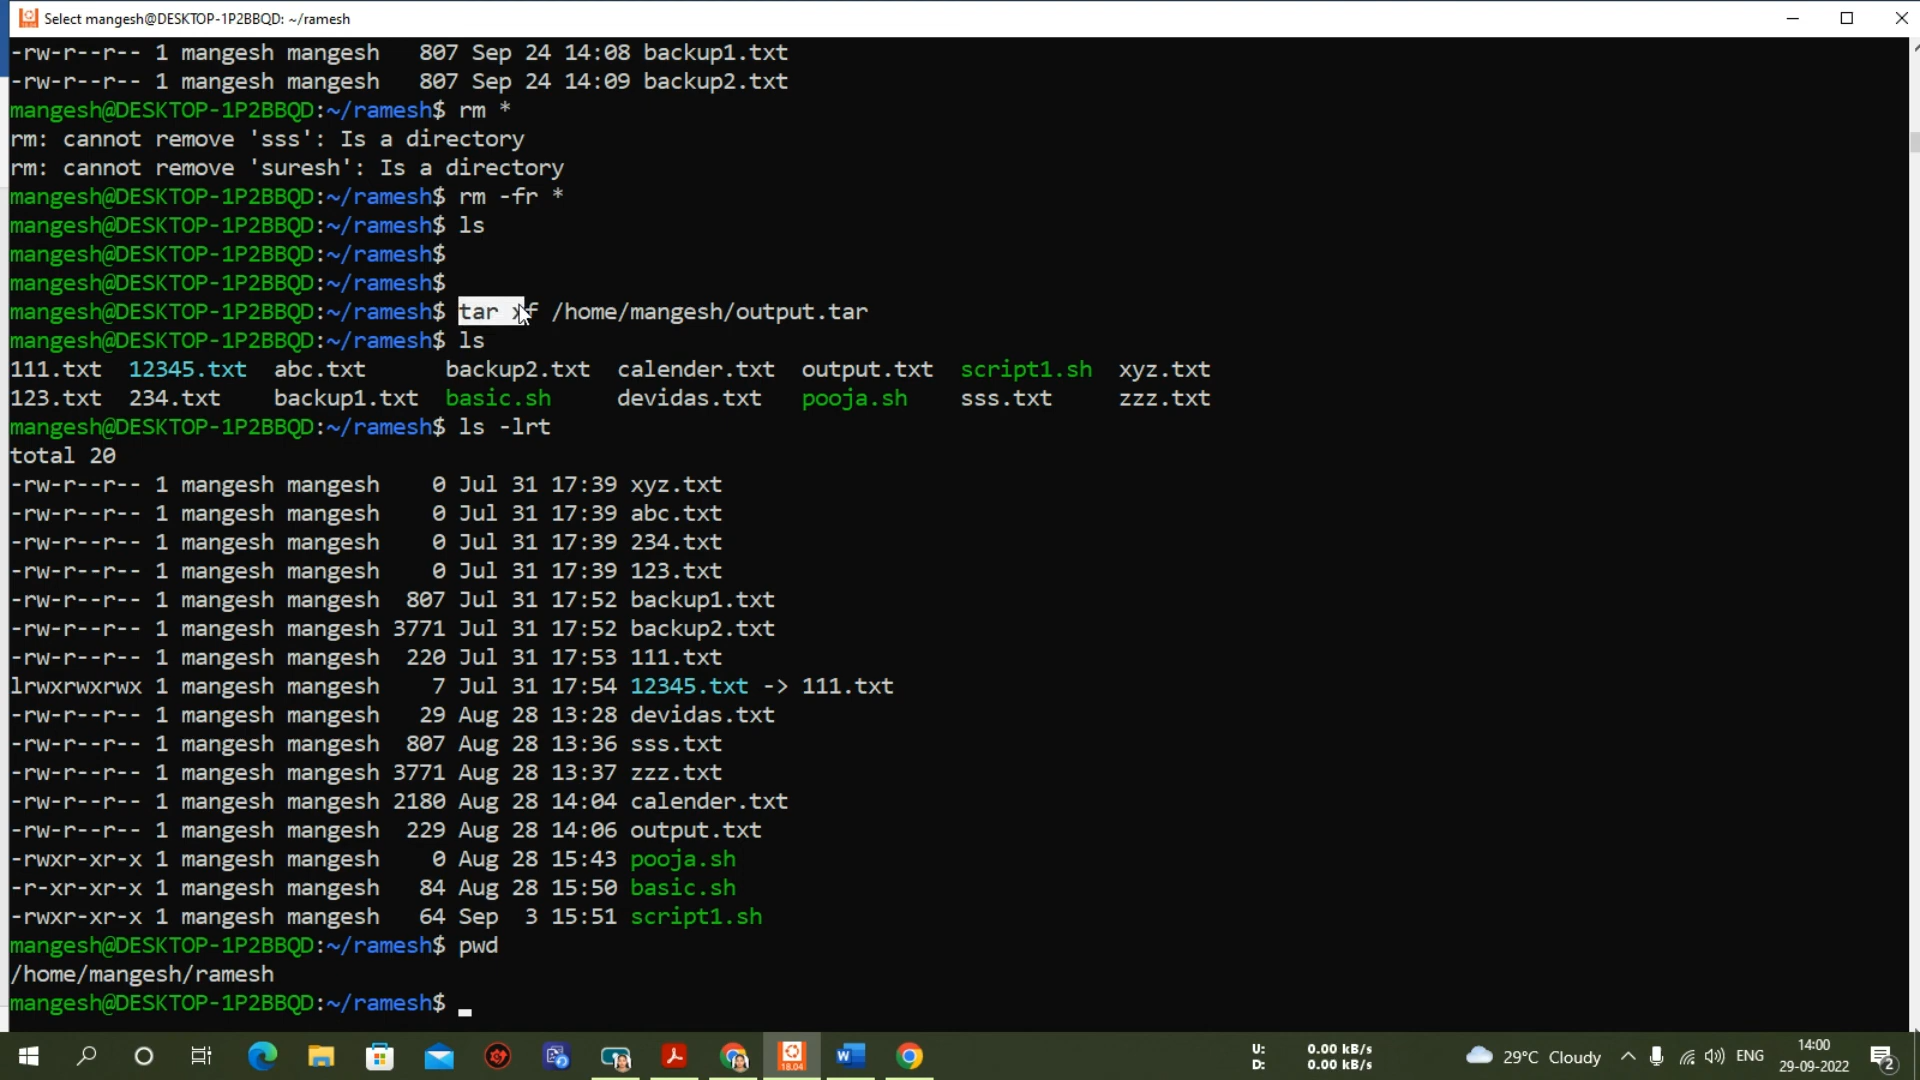 Select mangesh@DESKTOP-1P2BBQD: ~/ramesh
-rw-r--r-- 1 mangesh mangesh   807 Sep 24 14:08 backup1.txt
-rw-r--r-- 1 mangesh mangesh   807 Sep 24 14:09 backup2.txt
mangesh@DESKTOP-1P2BBQD:~/ramesh$ rm *
rm: cannot remove 'sss': Is a directory
rm: cannot remove 'suresh': Is a directory
mangesh@DESKTOP-1P2BBQD:~/ramesh$ rm -fr *
mangesh@DESKTOP-1P2BBQD:~/ramesh$ ls
mangesh@DESKTOP-1P2BBQD:~/ramesh$
mangesh@DESKTOP-1P2BBQD:~/ramesh$
mangesh@DESKTOP-1P2BBQD:~/ramesh$ tar xf /home/mangesh/output.tar
mangesh@DESKTOP-1P2BBQD:~/ramesh$ ls
111.txt  12345.txt  abc.txt      backup2.txt  calender.txt  output.txt  script1.sh  xyz.txt
123.txt  234.txt    backup1.txt  basic.sh     devidas.txt   pooja.sh    sss.txt     zzz.txt
mangesh@DESKTOP-1P2BBQD:~/ramesh$ ls -lrt
total 20
-rw-r--r-- 1 mangesh mangesh    0 Jul 31 17:39 xyz.txt
-rw-r--r-- 1 mangesh mangesh    0 Jul 31 17:39 abc.txt
-rw-r--r-- 1 mangesh mangesh    0 Jul 31 17:39 234.txt
-rw-r--r-- 1 mangesh mangesh    0 Jul 31 17:39 123.txt
-rw-r--r-- 1 mangesh mangesh  807 Jul 31 17:52 backup1.txt
-rw-r--r-- 1 mangesh mangesh 3771 Jul 31 17:52 backup2.txt
-rw-r--r-- 1 mangesh mangesh  220 Jul 31 17:53 111.txt
lrwxrwxrwx 1 mangesh mangesh    7 Jul 31 17:54 12345.txt -> 111.txt
-rw-r--r-- 1 mangesh mangesh   29 Aug 28 13:28 devidas.txt
-rw-r--r-- 1 mangesh mangesh  807 Aug 28 13:36 sss.txt
-rw-r--r-- 1 mangesh mangesh 3771 Aug 28 13:37 zzz.txt
-rw-r--r-- 1 mangesh mangesh 2180 Aug 28 14:04 calender.txt
-rw-r--r-- 1 mangesh mangesh  229 Aug 28 14:06 output.txt
-rwxr-xr-x 1 mangesh mangesh    0 Aug 28 15:43 pooja.sh
-r-xr-xr-x 1 mangesh mangesh   84 Aug 28 15:50 basic.sh
-rwxr-xr-x 1 mangesh mangesh   64 Sep  3 15:51 script1.sh
mangesh@DESKTOP-1P2BBQD:~/ramesh$ pwd
/home/mangesh/ramesh
mangesh@DESKTOP-1P2BBQD:~/ramesh$
18.04
U: 0.00 kB/s
D: 0.00 kB/s
29°C Cloudy
ENG
14:00
29-09-2022
2